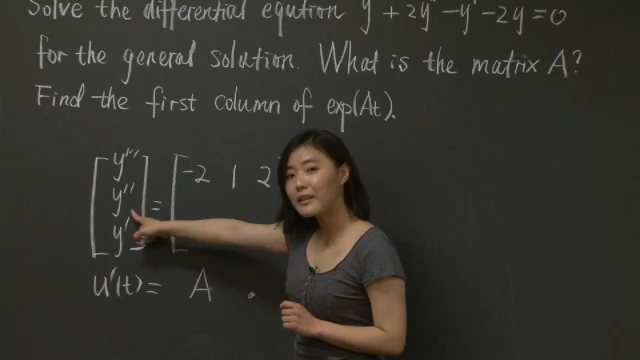 Solve the differential eqution y''' + 2y'' - y' - 2y = 0
for the general solution. What is the matrix A?
Find the first column of exp(At).
[y''' y'' y'] = [-2 1 2
u'(t) = A